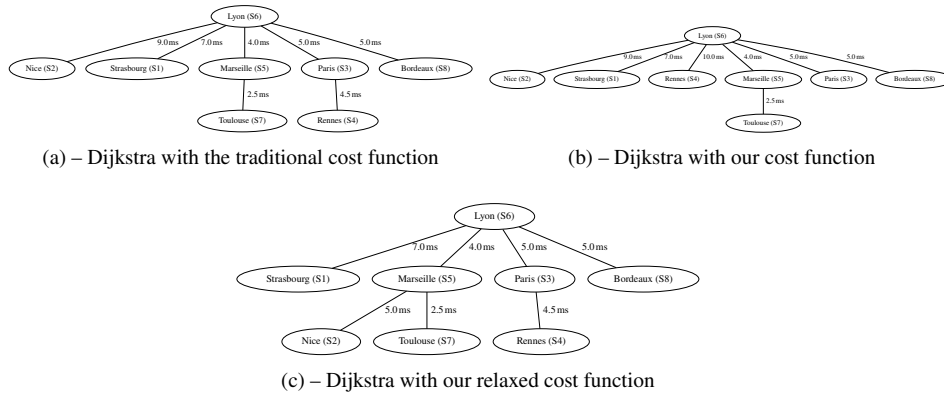 Lyon (S6)
9.0 ms
7.0 ms
4.0 ms
5.0 ms
5.0 ms
Nice (S2)
Strasbourg (S1)
Marseille (S5)
Paris (S3)
Bordeaux (S8)
2.5 ms
4.5 ms
Toulouse (S7)
Rennes (S4)
(a) – Dijkstra with the traditional cost function
Lyon (S6)
9.0 ms
7.0 ms
10.0 ms
4.0 ms
5.0 ms
5.0 ms
Nice (S2)
Strasbourg (S1)
Rennes (S4)
Marseille (S5)
Paris (S3)
Bordeaux (S8)
2.5 ms
Toulouse (S7)
(b) – Dijkstra with our cost function
Lyon (S6)
7.0 ms
4.0 ms
5.0 ms
5.0 ms
Strasbourg (S1)
Marseille (S5)
Paris (S3)
Bordeaux (S8)
5.0 ms
2.5 ms
4.5 ms
Nice (S2)
Toulouse (S7)
Rennes (S4)
(c) – Dijkstra with our relaxed cost function